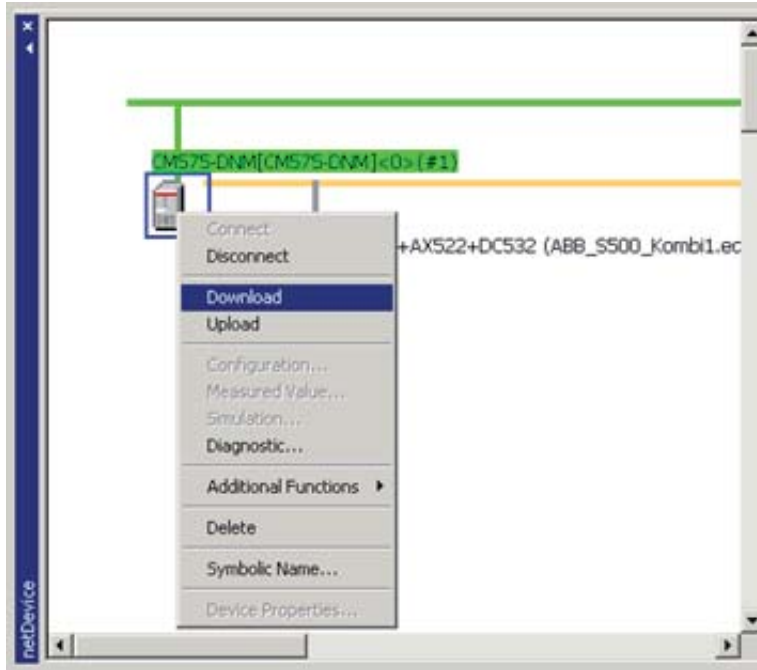 CM575-DNM[CM575-DNM]<0>(#1)
+AX522+DC532 (ABB_S500_Kombi1.ec
Connect
Disconnect
Download
Upload
Configuration...
Measured Value...
Simulation...
Diagnostic...
Additional Functions
Delete
Symbolic Name...
Device Properties...
netDevice